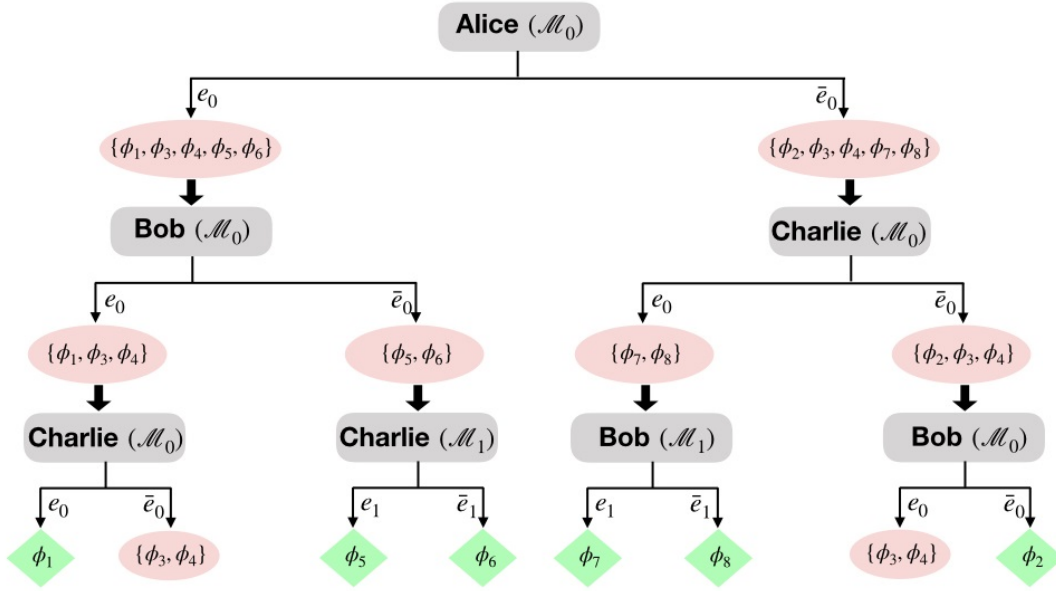 Alice (ℳ₀)
e₀ ē₀
{ϕ₁, ϕ₃, ϕ₄, ϕ₅, ϕ₆} {ϕ₂, ϕ₃, ϕ₄, ϕ₇, ϕ₈}
Bob (ℳ₀) Charlie (ℳ₀)
e₀ ē₀ e₀ ē₀
{ϕ₁, ϕ₃, ϕ₄} {ϕ₅, ϕ₆} {ϕ₇, ϕ₈} {ϕ₂, ϕ₃, ϕ₄}
Charlie (ℳ₀) Charlie (ℳ₁) Bob (ℳ₁) Bob (ℳ₀)
e₀ ē₀ e₁ ē₁ e₁ ē₁ e₀ ē₀
ϕ₁ {ϕ₃, ϕ₄} ϕ₅ ϕ₆ ϕ₇ ϕ₈ {ϕ₃, ϕ₄} ϕ₂